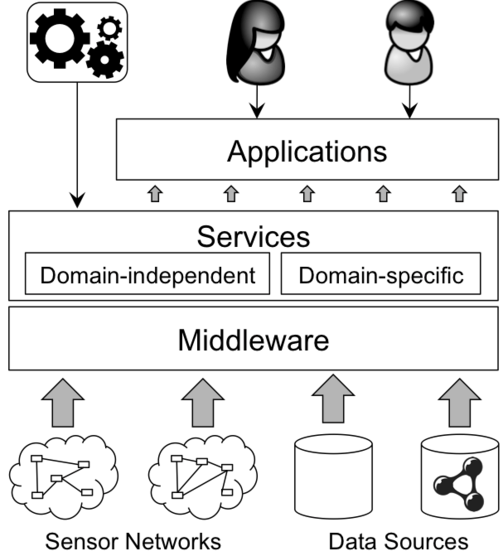 Applications
Services
Domain-independent
Domain-specific
Middleware
Sensor Networks
Data Sources